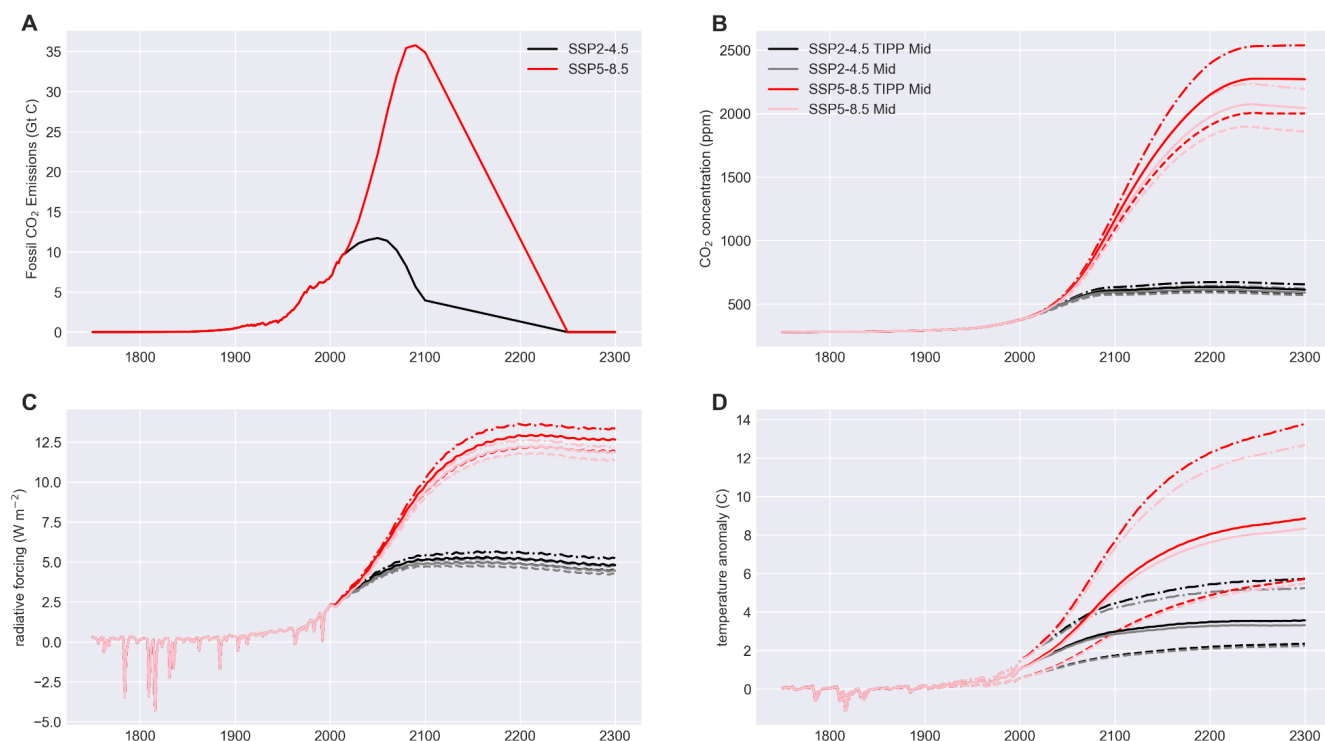 A
Fossil CO₂ Emissions (Gt C)
35
30
25
20
15
10
5
0
1800 1900 2000 2100 2200 2300
SSP2-4.5
SSP5-8.5
B
CO₂ concentration (ppm)
2500
2000
1500
1000
500
1800 1900 2000 2100 2200 2300
SSP2-4.5 TIPP Mid
SSP2-4.5 Mid
SSP5-8.5 TIPP Mid
SSP5-8.5 Mid
C
radiative forcing (W m⁻²)
12.5
10.0
7.5
5.0
2.5
0.0
−2.5
−5.0
1800 1900 2000 2100 2200 2300
D
temperature anomaly (C)
14
12
10
8
6
4
2
0
1800 1900 2000 2100 2200 2300